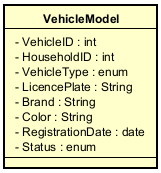 VehicleModel
- VehicleID : int
- HouseholdID : int
- VehicleType : enum
- LicencePlate : String
- Brand : String
- Color : String
- RegistrationDate : date
- Status : enum